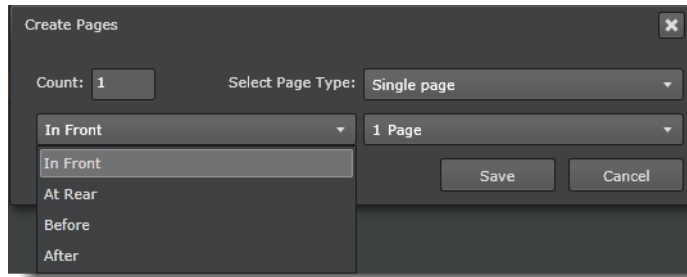 Create Pages
Count: 1 Select Page Type: Single page
In Front 1 Page
In Front
Save Cancel
At Rear
Before
After